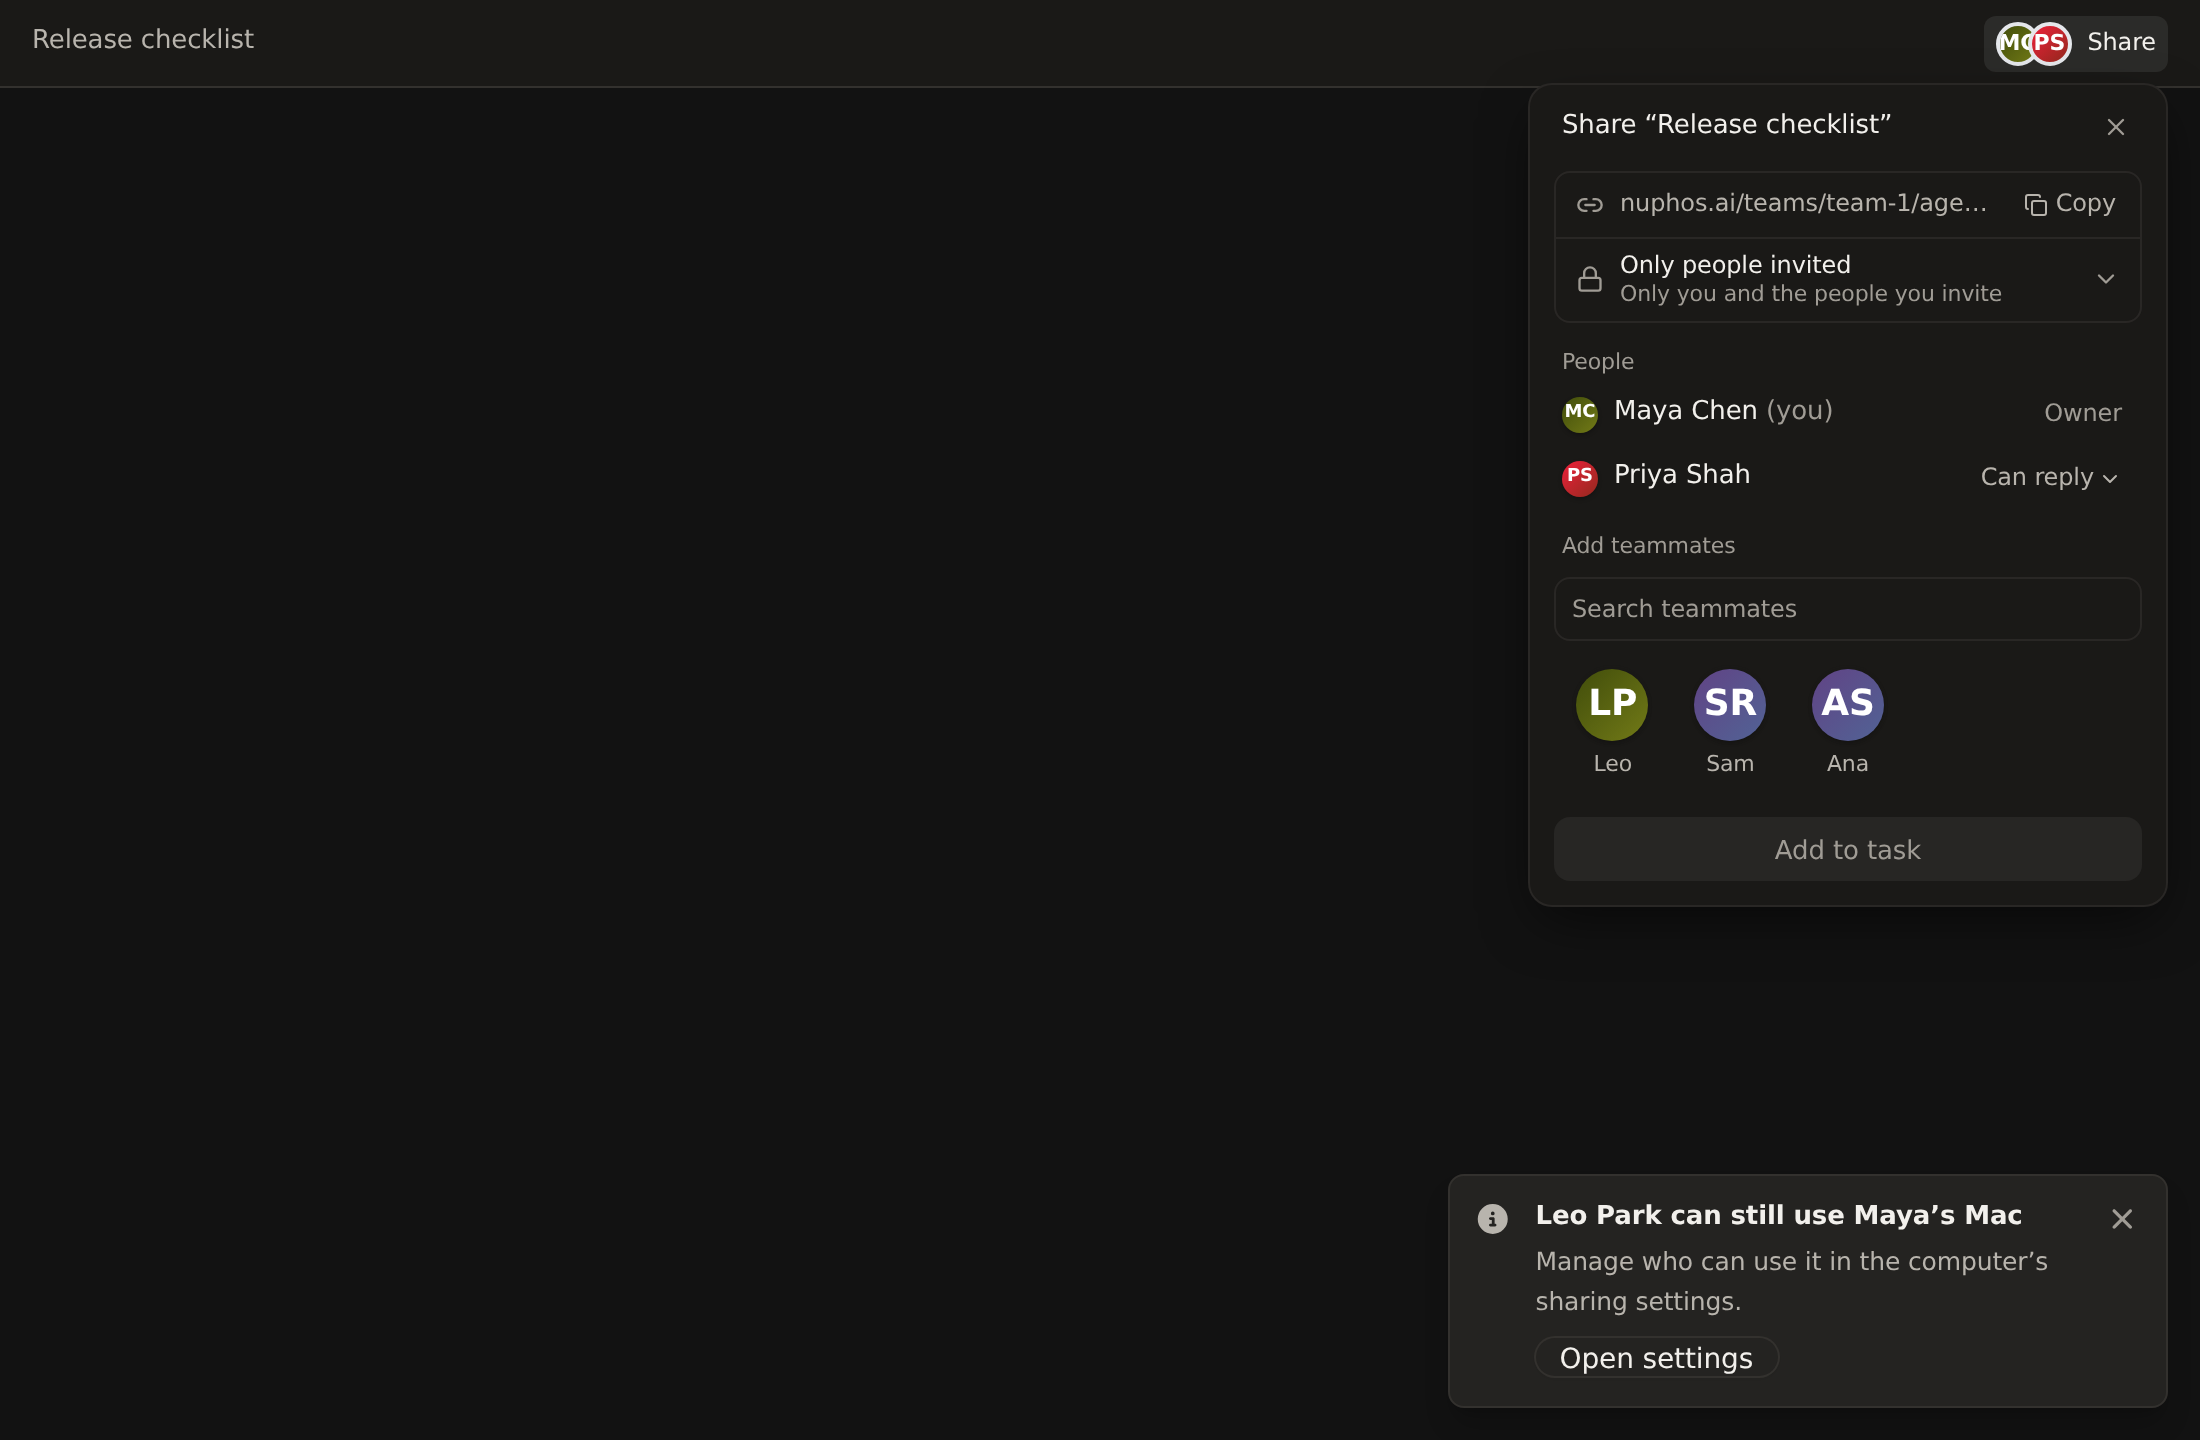 Release checklist
MC PS Share
Share “Release checklist”
nuphos.ai/teams/team-1/age… Copy
Only people invited
Only you and the people you invite
People
MC Maya Chen (you) Owner
PS Priya Shah Can reply
Add teammates
Search teammates
LP SR AS
Leo Sam Ana
Add to task
Leo Park can still use Maya’s Mac
Manage who can use it in the computer’s
sharing settings.
Open settings